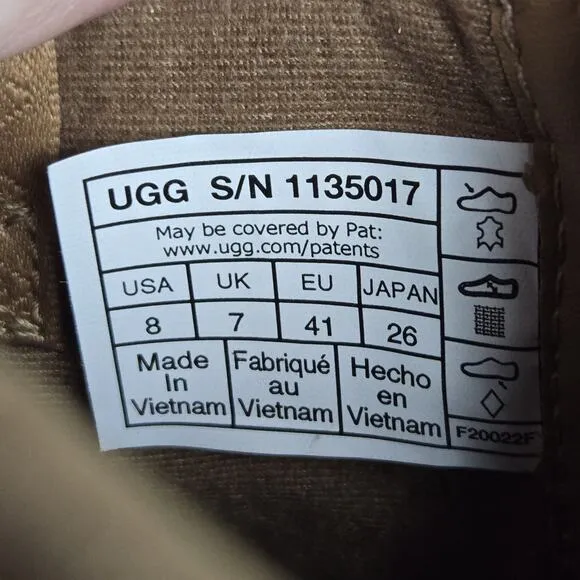 UGG S/N 1135017
May be covered by Pat:
www.ugg.com/patents
USA UK EU JAPAN
8 7 41 26
Made In Vietnam
Fabriqué au Vietnam
Hecho en Vietnam
F20022F